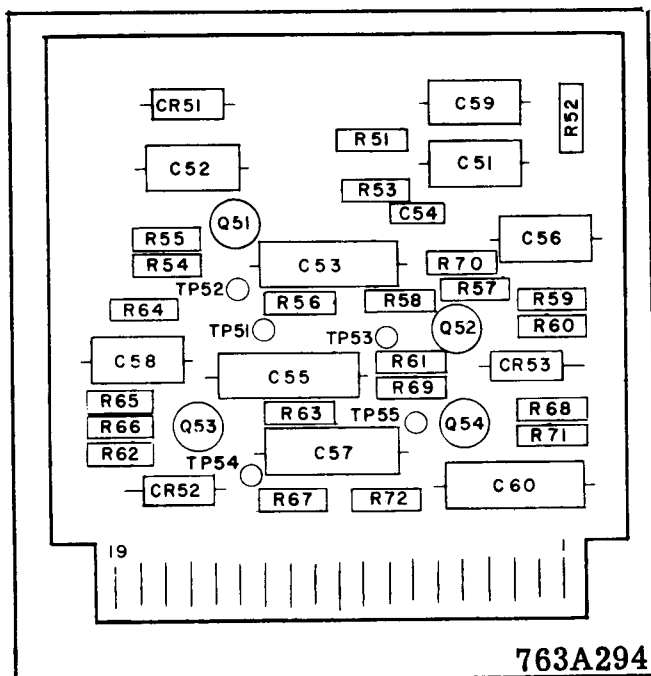 C59
CR51
R52
R51
C52
C51
R53
C54
Q51
R55
C56
R54
C53
R70
TP52
R57
R56
R58
R59
R64
TP51
Q52
R60
TP53
C58
R61
CR53
C55
R69
R65
R63
TP55
R68
R66
Q53
Q54
R71
R62
C57
TP54
CR52
C60
R67
R72
19
1
763A294